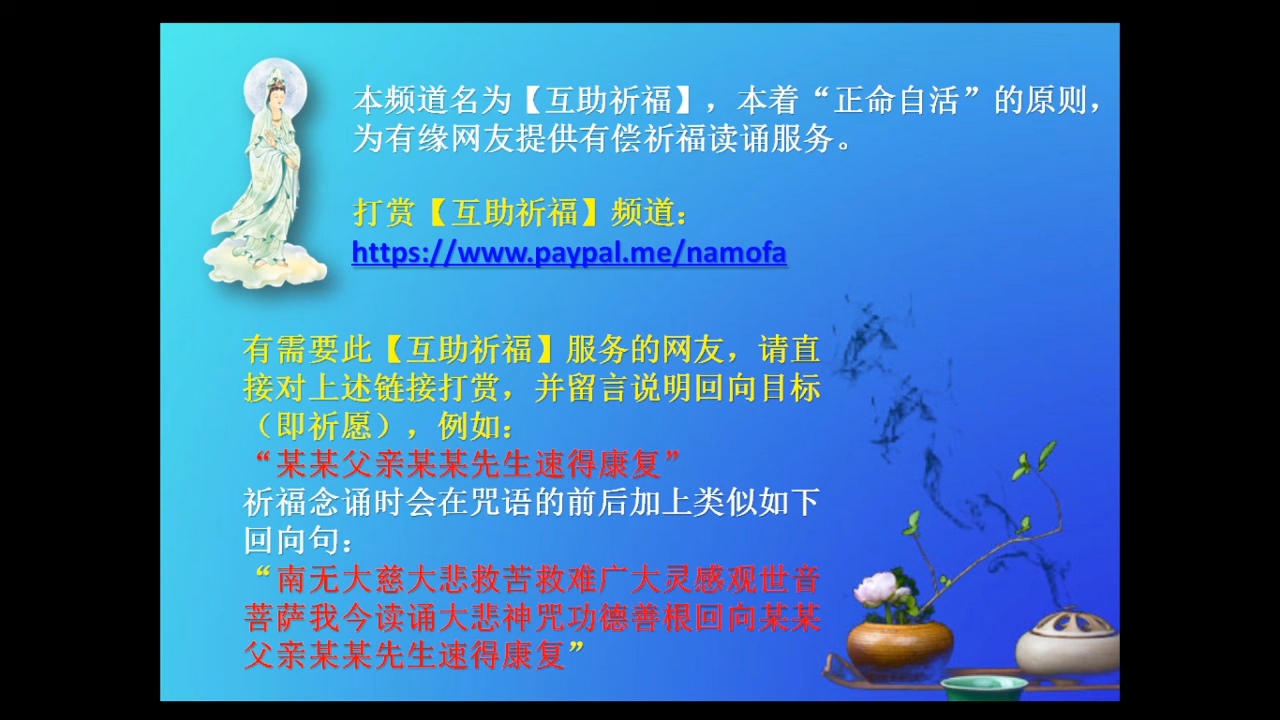 本频道名为【互助祈福】，本着“正命自活”的原则，
为有缘网友提供有偿祈福读诵服务。
打赏【互助祈福】频道：
https://www.paypal.me/namofa
有需要此【互助祈福】服务的网友，请直
接对上述链接打赏，并留言说明回向目标
（即祈愿），例如：
“某某父亲某某先生速得康复”
祈福念诵时会在咒语的前后加上类似如下
回向句：
“南无大慈大悲救苦救难广大灵感观世音
菩萨我今读诵大悲神咒功德善根回向某某
父亲某某先生速得康复”